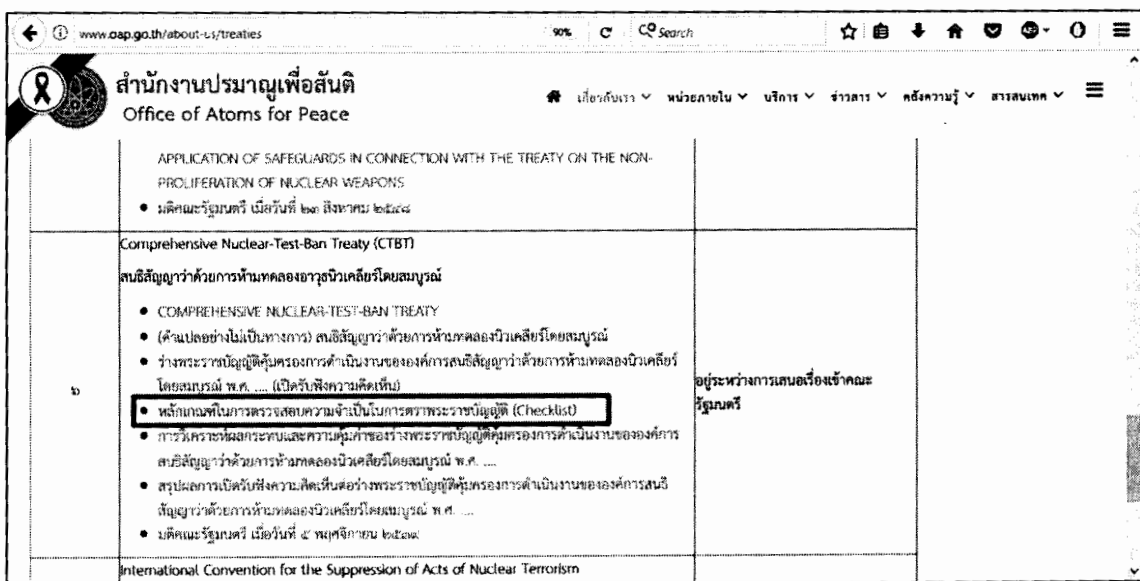 www.oap.go.th/about-us/treaties
90%
Search
สำนักงานปรมาณูเพื่อสันติ
Office of Atoms for Peace
เกี่ยวกับเรา
หน่วยภายใน
บริการ
ข่าวสาร
คลังความรู้
สารสนเทศ
APPLICATION OF SAFEGUARDS IN CONNECTION WITH THE TREATY ON THE NON-
PROLIFERATION OF NUCLEAR WEAPONS
มติคณะรัฐมนตรี เมื่อวันที่ ๒๓ สิงหาคม ๒๕๔๘
๖
Comprehensive Nuclear-Test-Ban Treaty (CTBT)
สนธิสัญญาว่าด้วยการห้ามทดลองอาวุธนิวเคลียร์โดยสมบูรณ์
COMPREHENSIVE NUCLEAR-TEST-BAN TREATY
(คำแปลอย่างไม่เป็นทางการ) สนธิสัญญาว่าด้วยการห้ามทดลองนิวเคลียร์โดยสมบูรณ์
ร่างพระราชบัญญัติคุ้มครองการดำเนินงานขององค์การสนธิสัญญาว่าด้วยการห้ามทดลองนิวเคลียร์
โดยสมบูรณ์ พ.ศ. .... (เปิดรับฟังความคิดเห็น)
หลักเกณฑ์ในการตรวจสอบความจำเป็นในการตราพระราชบัญญัติ (Checklist)
การวิเคราะห์ผลกระทบและความคุ้มค่าของร่างพระราชบัญญัติคุ้มครองการดำเนินงานขององค์การ
สนธิสัญญาว่าด้วยการห้ามทดลองนิวเคลียร์โดยสมบูรณ์ พ.ศ. ....
สรุปผลการเปิดรับฟังความคิดเห็นต่อร่างพระราชบัญญัติคุ้มครองการดำเนินงานขององค์การสนธิ
สัญญาว่าด้วยการห้ามทดลองนิวเคลียร์โดยสมบูรณ์ พ.ศ. ....
มติคณะรัฐมนตรี เมื่อวันที่ ๕ พฤศจิกายน
อยู่ระหว่างการเสนอเรื่องเข้าคณะ
รัฐมนตรี
International Convention for the Suppression of Acts of Nuclear Terrorism